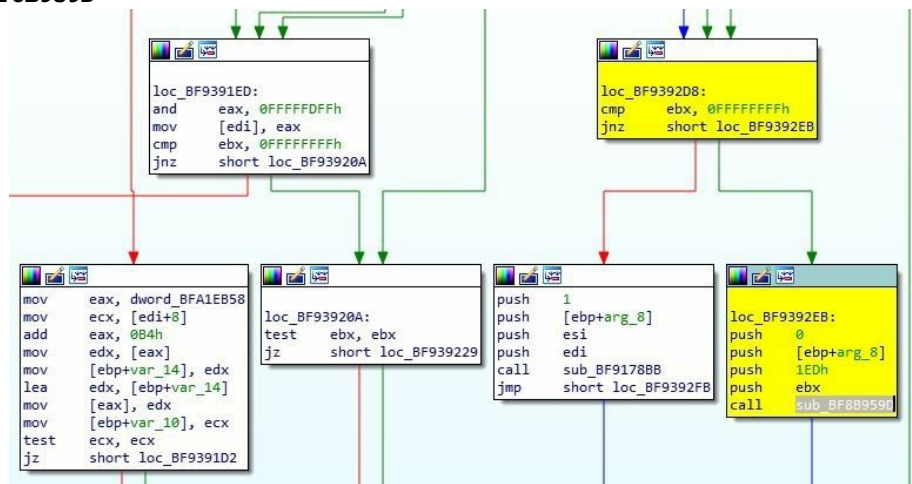 loc_BF9391ED:
and eax, 0FFFFFDFFh
mov [edi], eax
cmp ebx, 0FFFFFFFFh
jnz short loc_BF93920A
loc_BF9392D8:
cmp ebx, 0FFFFFFFFh
jnz short loc_BF9392EB
mov eax, dword_BFA1EB58
mov ecx, [edi+8]
add eax, 0B4h
mov edx, [eax]
mov [ebp+var_14], edx
lea edx, [ebp+var_14]
mov [eax], edx
mov [ebp+var_10], ecx
test ecx, ecx
jz short loc_BF9391D2
loc_BF93920A:
test ebx, ebx
jz short loc_BF939229
push 1
push [ebp+arg_8]
push esi
push edi
call sub_BF9178BB
jmp short loc_BF9392FB
loc_BF9392EB:
push 0
push [ebp+arg_8]
push 1EDh
push ebx
call sub_BF8B959D